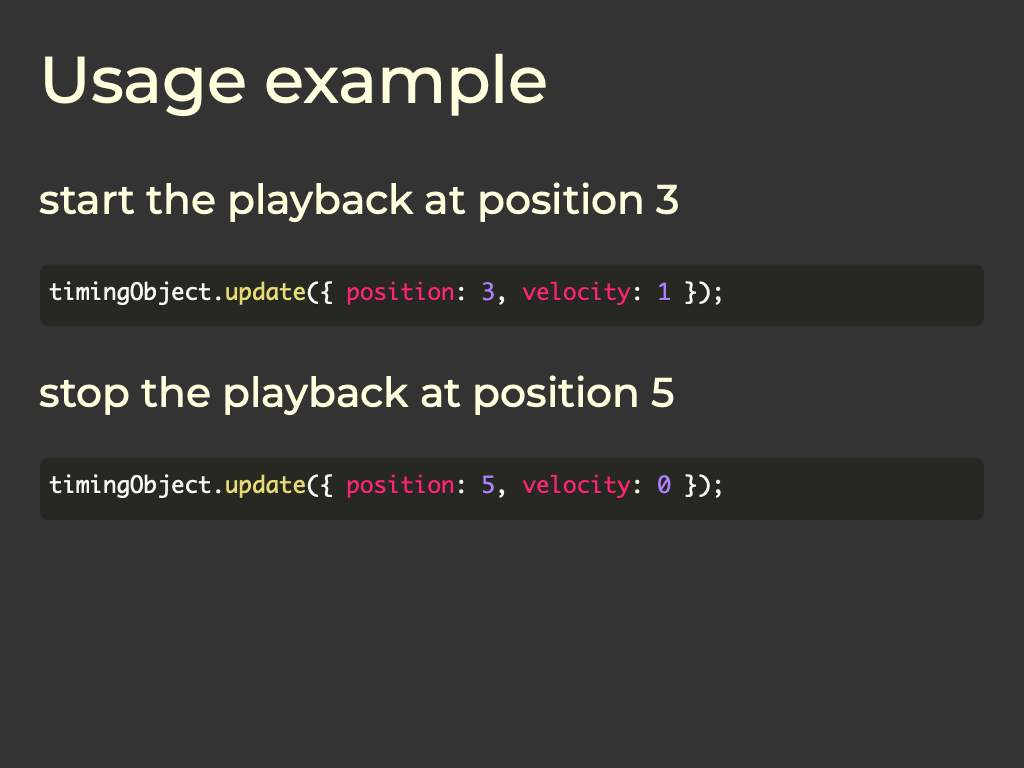 Usage example
start the playback at position 3
timingObject.update({ position: 3, velocity: 1 });
stop the playback at position 5
timingObject.update({ position: 5, velocity: 0 });